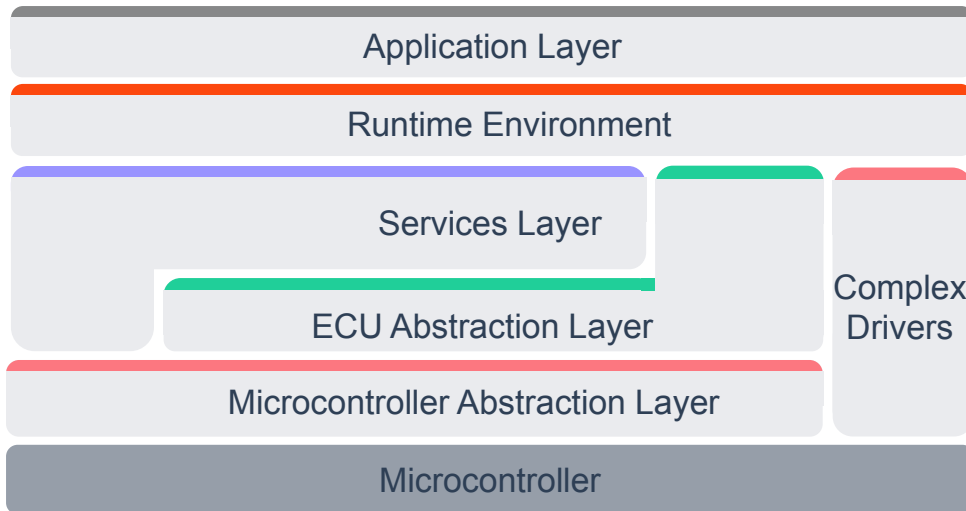 Application Layer
Runtime Environment
Services Layer
ECU Abstraction Layer
Complex
Drivers
Microcontroller Abstraction Layer
Microcontroller